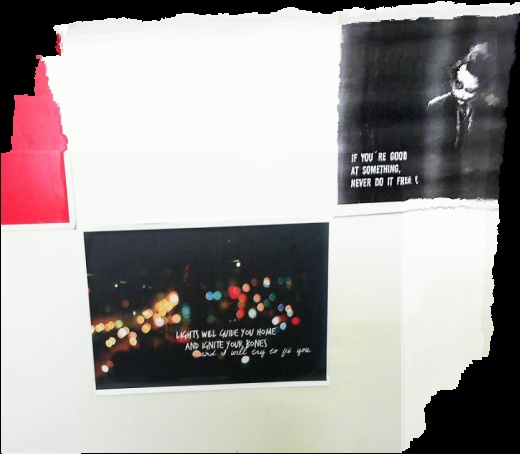 IF YOU´RE GOOD
AT SOMETHING,
NEVER DO IT FREE
LIGHTS WILL GUIDE YOU HOME
AND IGNITE YOUR BONES
and I will try to fix you